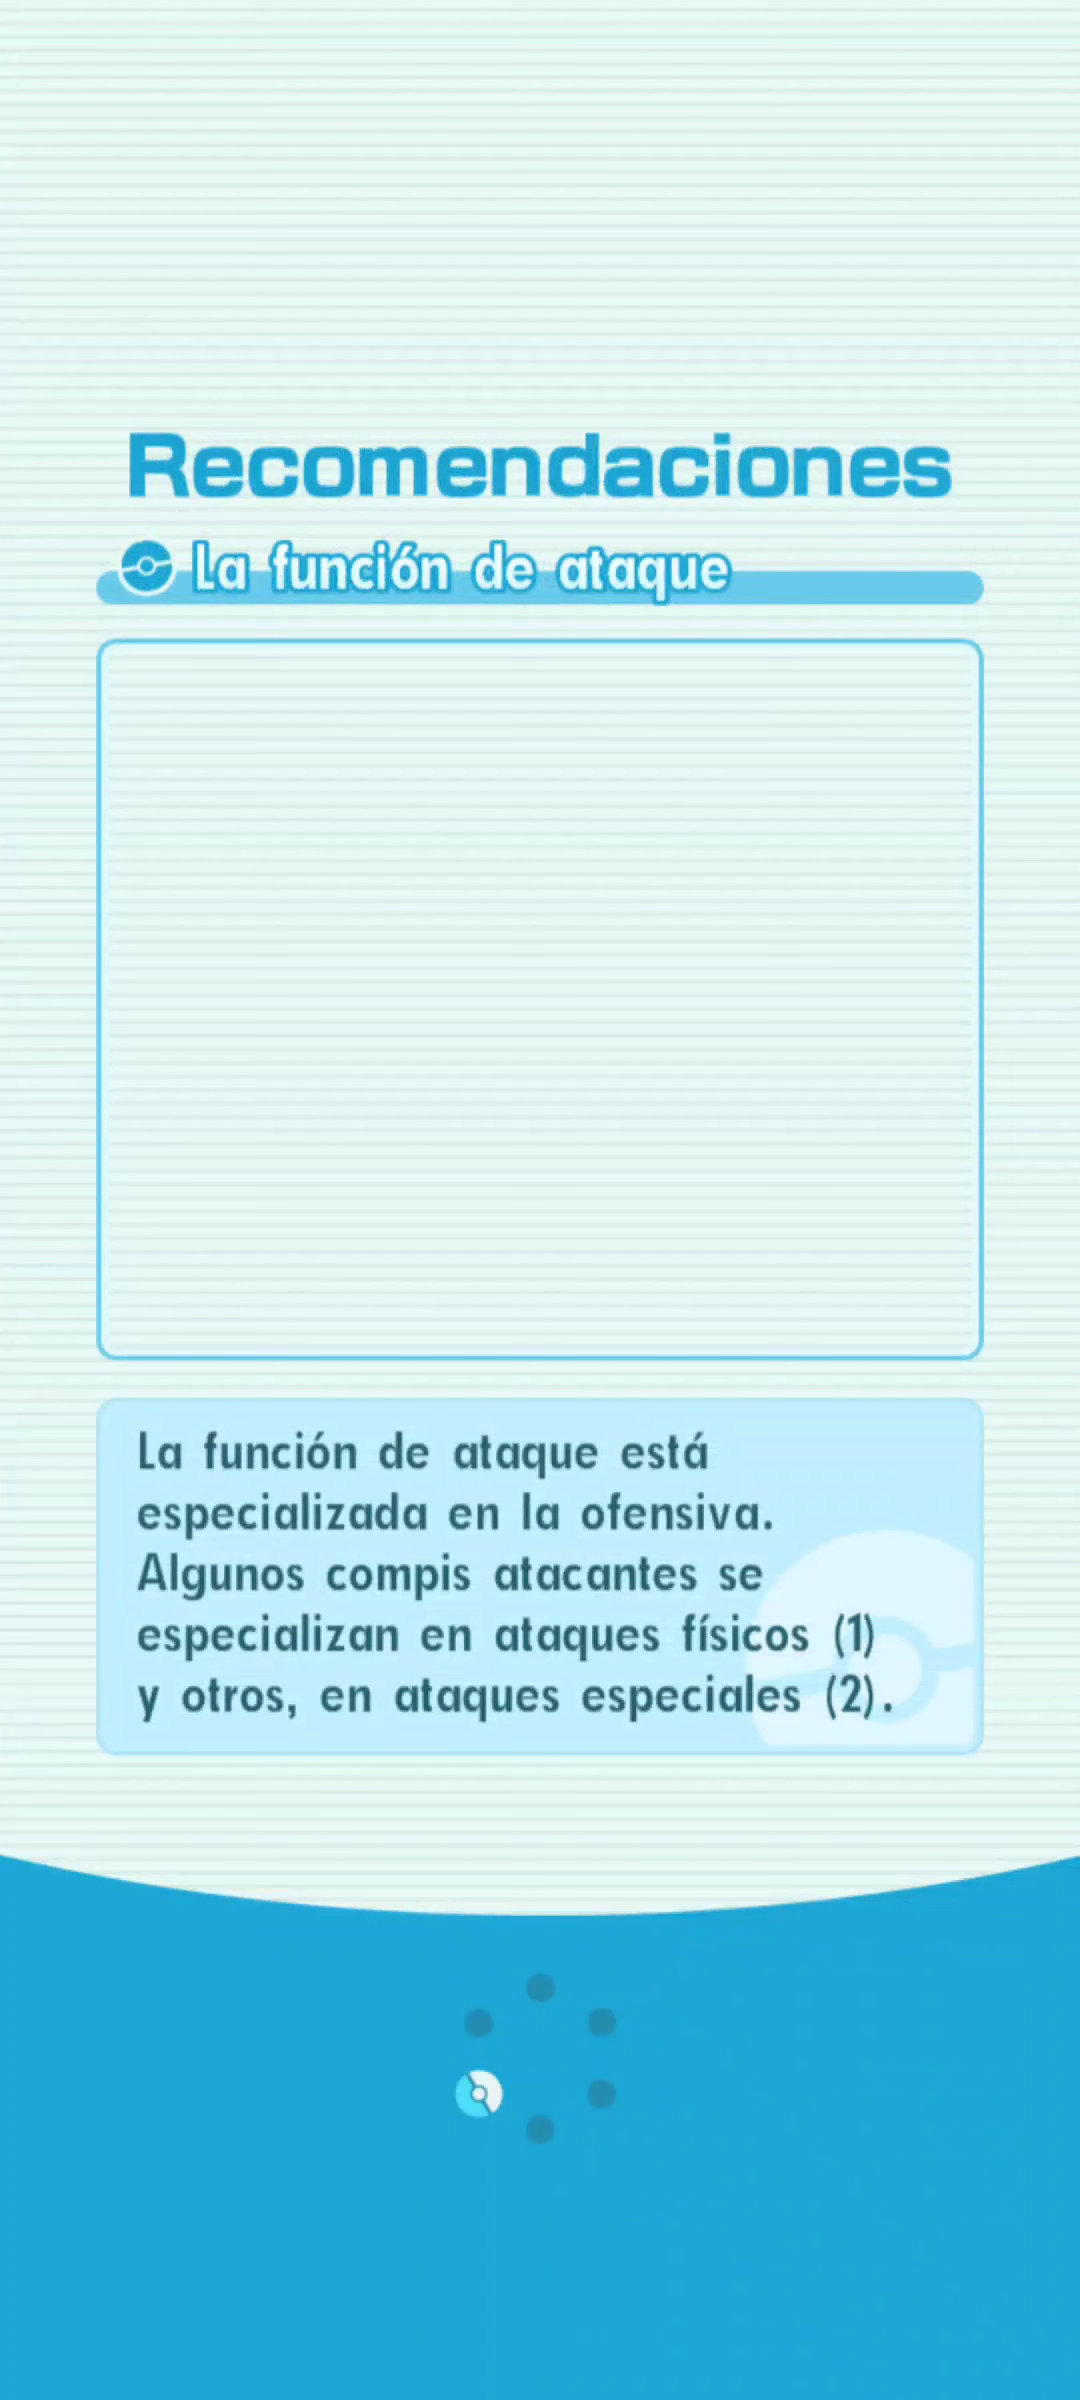 Recomendaciones
La función de ataque
La función de ataque está
especializada en la ofensiva.
Algunos compis atacantes se
especializan en ataques físicos (1)
y otros, en ataques especiales (2).